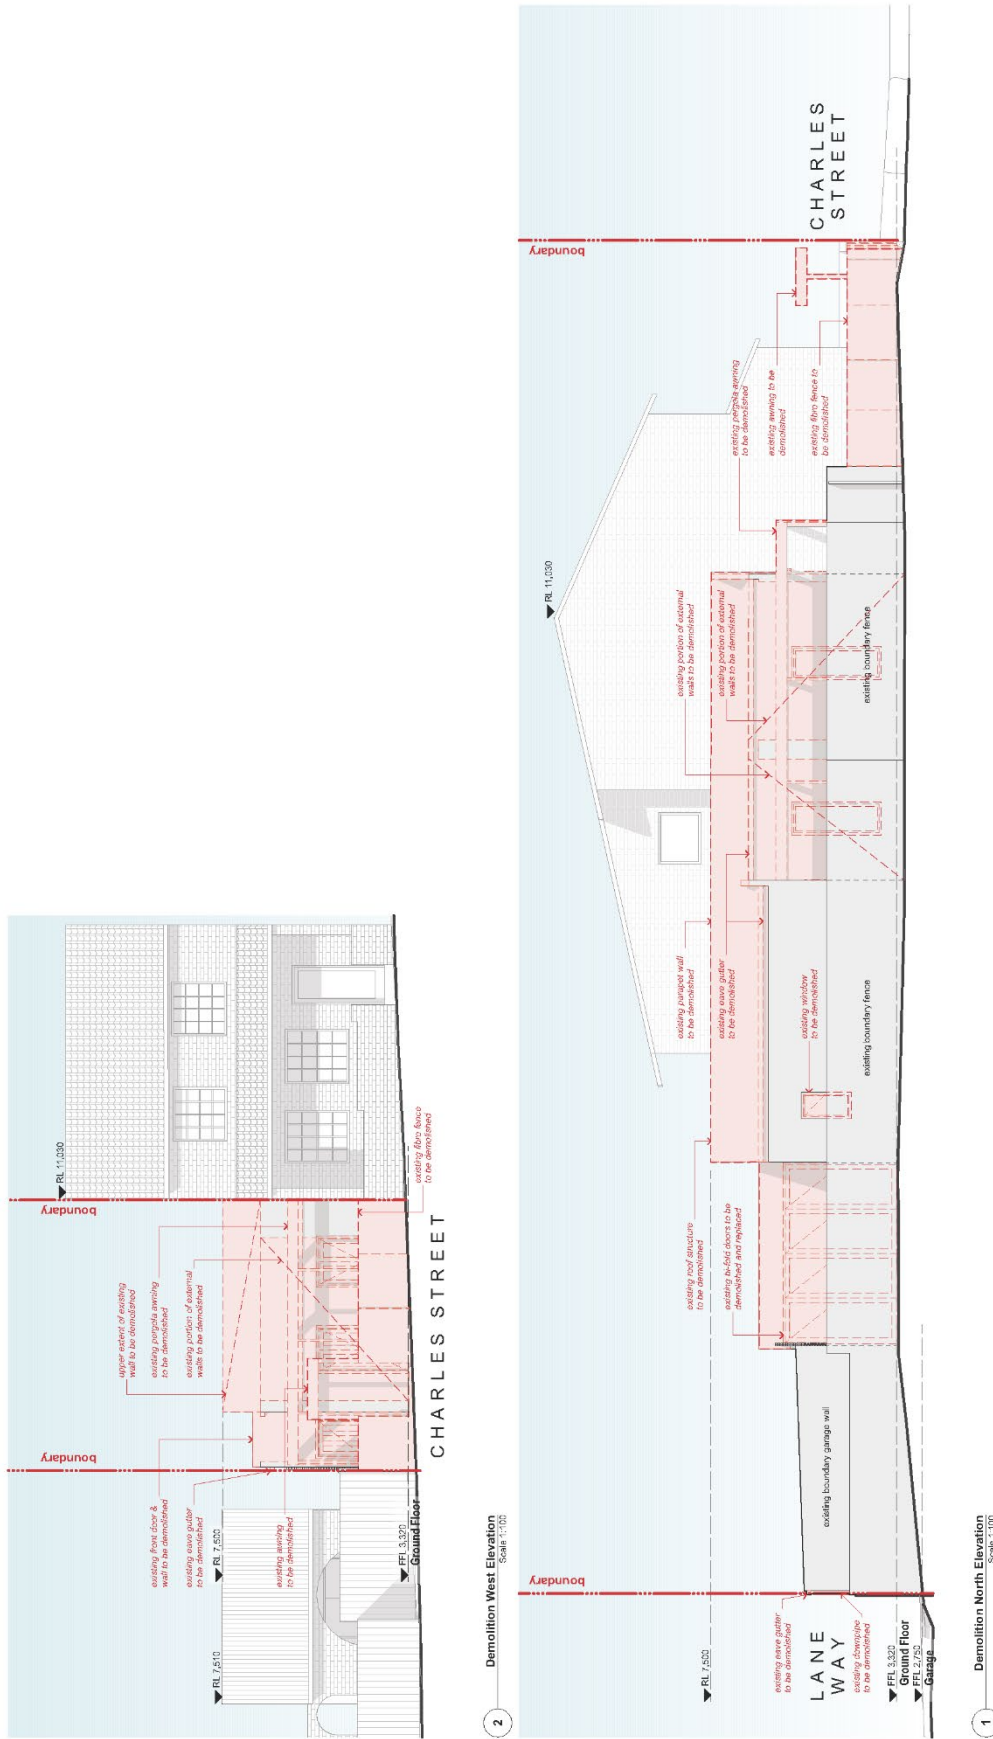 boundary
boundary
RL 11,030
upper extent of existing
wall to be demolished
existing pergola awning
to be demolished
existing portion of external
walls to be demolished
existing fibro fence
to be demolished
existing front door &
wall to be demolished
existing eave gutter
to be demolished
existing awning
to be demolished
RL 7,510
RL 7,500
FFL 3,320
Ground Floor
CHARLES STREET
2
Demolition West Elevation
Scale 1:100
boundary
boundary
RL 11,030
RL 7,500
existing roof structure
to be demolished
existing bi-fold doors to be
demolished and replaced
existing parapet wall
to be demolished
existing eave gutter
to be demolished
existing window
to be demolished
existing portion of external
walls to be demolished
existing portion of external
walls to be demolished
existing pergola awning
to be demolished
existing awning to be
demolished
existing fibro fence to
be demolished
CHARLES
STREET
existing eave gutter
to be demolished
LANE
WAY
existing downpipe
to be demolished
existing boundary garage wall
existing boundary fence
existing boundary fence
FFL 3,320
Ground Floor
FFL 2,750
Garage
1
Demolition North Elevation
Scale 1:100